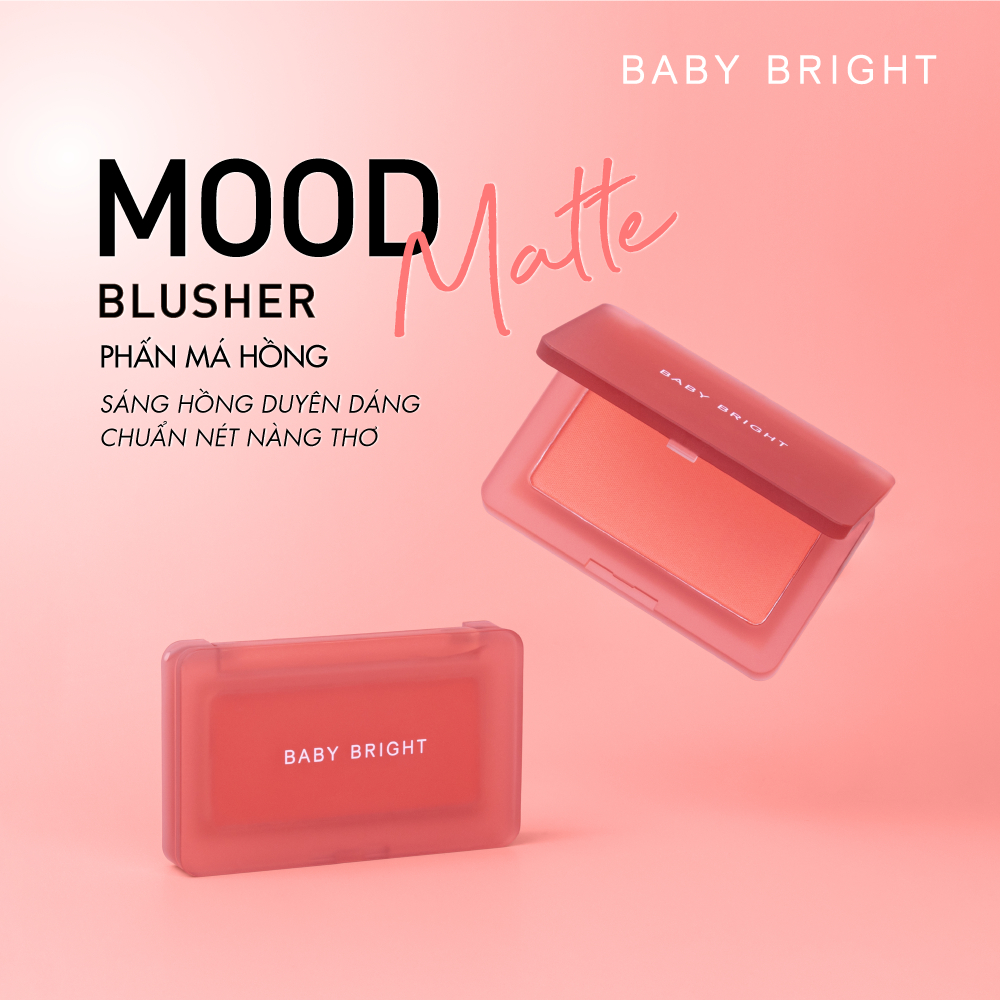 BABY BRIGHT
MOOD
Matte
BLUSHER
PHẤN MÁ HỒNG
SÁNG HỒNG DUYÊN DÁNG
CHUẨN NÉT NÀNG THƠ
BABY BRIGHT
BABY BRIGHT